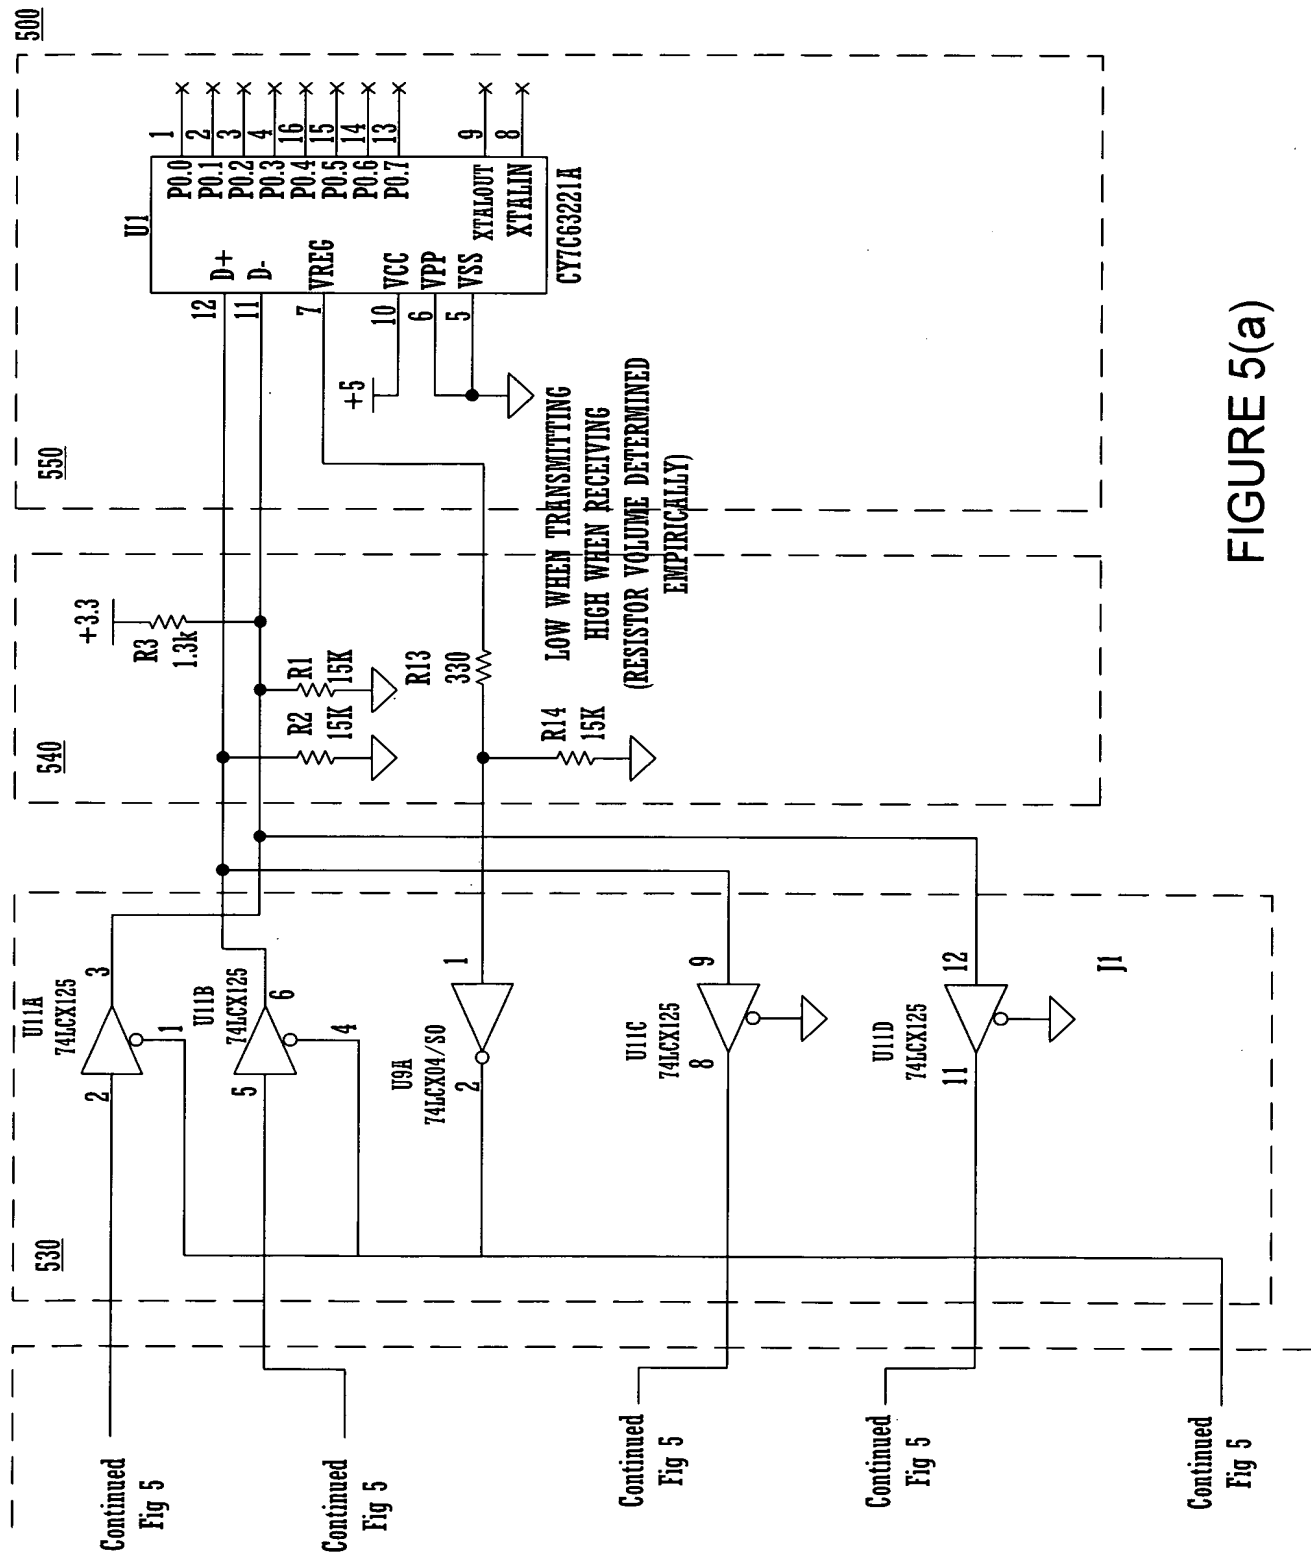 500
550
U1
P0.0
1
P0.1
2
P0.2
3
P0.3
4
P0.4
16
P0.5
15
P0.6
14
P0.7
13
XTALOUT
9
XTALIN
8
12
D+
11
D-
7
VREG
10
VCC
6
VPP
5
VSS
CY7C63221A
+5
LOW WHEN TRANSMITTING
HIGH WHEN RECEIVING
(RESISTOR VOLUME DETERMINED
EMPIRICALLY)
540
+3.3
R3
1.3k
R1
15K
R2
15K
R13
330
R14
15K
530
U11A
74LCX125
2
3
1
U11B
74LCX125
5
6
4
U9A
74LCX04/SO
2
1
U11C
74LCX125
8
9
U11D
74LCX125
11
12
J1
Continued
Fig 5
Continued
Fig 5
Continued
Fig 5
Continued
Fig 5
Continued
Fig 5
FIGURE 5(a)